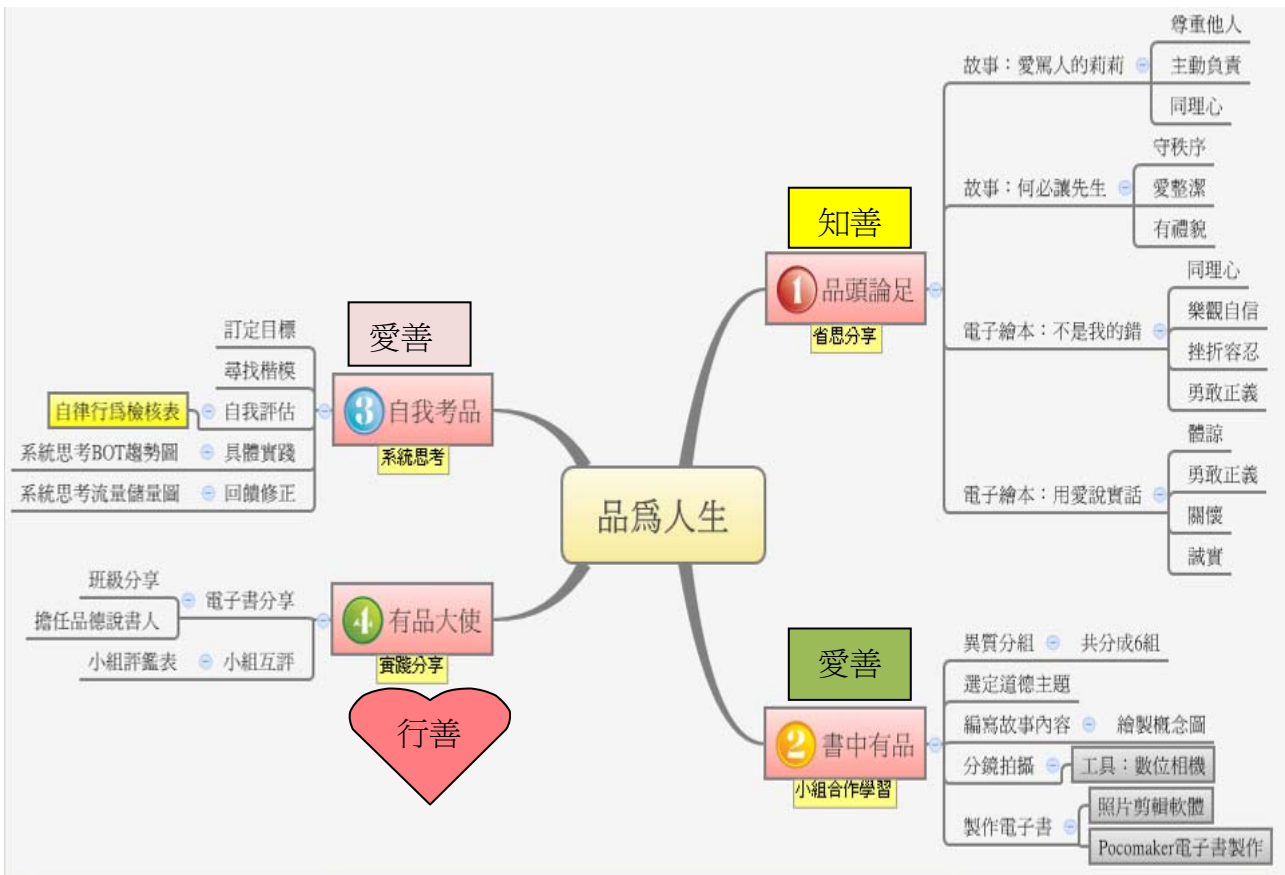 品爲人生
知善
1
品頭論足
省思分享
故事：愛罵人的莉莉
尊重他人
主動負責
同理心
故事：何必讓先生
守秩序
愛整潔
有禮貌
電子繪本：不是我的錯
同理心
樂觀自信
挫折容忍
勇敢正義
電子繪本：用愛說實話
體諒
勇敢正義
關懷
誠實
愛善
2
書中有品
小組合作學習
異質分組
共分成6組
選定道德主題
編寫故事內容
繪製概念圖
分鏡拍攝
工具：數位相機
製作電子書
照片剪輯軟體
Pocomaker電子書製作
愛善
3
自我考品
系統思考
訂定目標
尋找楷模
自我評估
自律行爲檢核表
具體實踐
系統思考BOT趨勢圖
回饋修正
系統思考流量儲量圖
4
有品大使
實踐分享
行善
電子書分享
班級分享
擔任品德說書人
小組互評
小組評鑑表